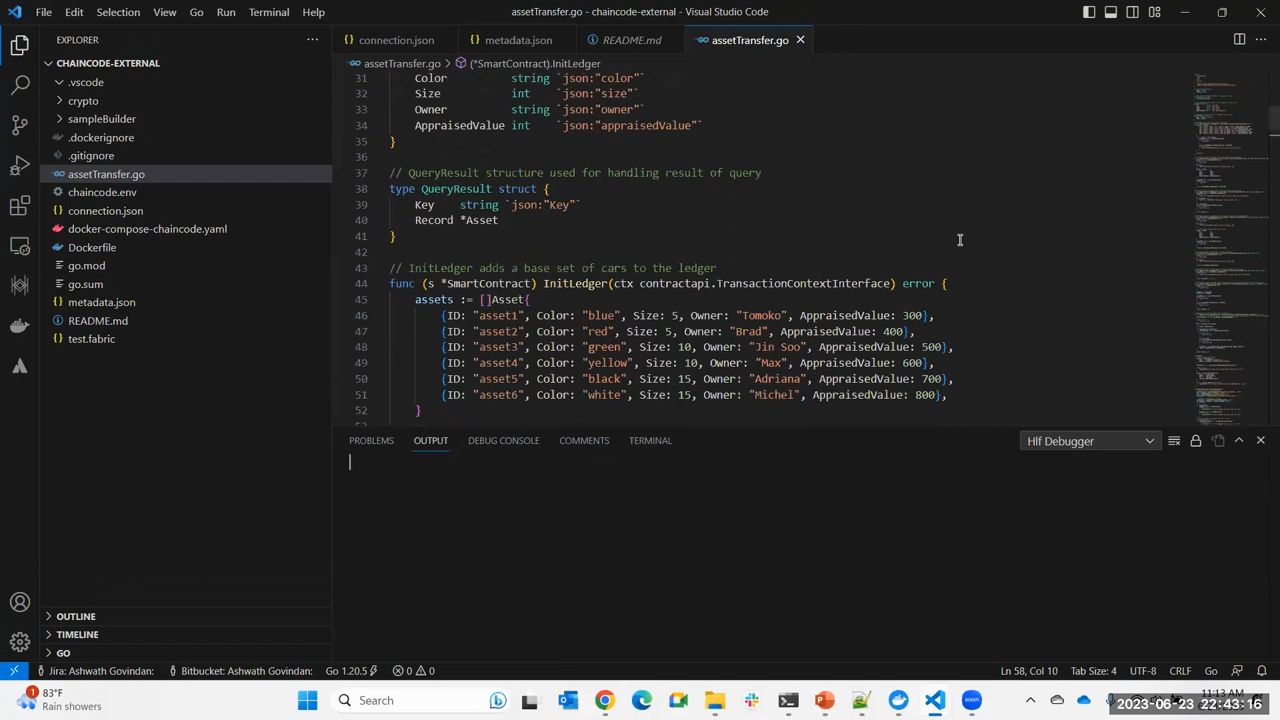 File Edit Selection View Go Run Terminal Help
assetTransfer.go - chaincode-external - Visual Studio Code
EXPLORER
CHAINCODE-EXTERNAL
.vscode
crypto
sampleBuilder
.dockerignore
.gitignore
assetTransfer.go
chaincode.env
connection.json
docker-compose-chaincode.yaml
Dockerfile
go.mod
go.sum
metadata.json
README.md
test.fabric
OUTLINE
TIMELINE
GO
connection.json metadata.json README.md assetTransfer.go
assetTransfer.go > (*SmartContract).InitLedger
31 Color string `json:"color"`
32 Size int `json:"size"`
33 Owner string `json:"owner"`
34 AppraisedValue int `json:"appraisedValue"`
35 }
36
37 // QueryResult structure used for handling result of query
38 type QueryResult struct {
39 Key string `json:"Key"`
40 Record *Asset
41 }
42
43 // InitLedger adds a base set of cars to the ledger
44 func (s *SmartContract) InitLedger(ctx contractapi.TransactionContextInterface) error {
45 assets := []Asset{
46 {ID: "asset1", Color: "blue", Size: 5, Owner: "Tomoko", AppraisedValue: 300},
47 {ID: "asset2", Color: "red", Size: 5, Owner: "Brad", AppraisedValue: 400},
48 {ID: "asset3", Color: "green", Size: 10, Owner: "Jin Soo", AppraisedValue: 500},
49 {ID: "asset4", Color: "yellow", Size: 10, Owner: "Max", AppraisedValue: 600},
50 {ID: "asset5", Color: "black", Size: 15, Owner: "Adriana", AppraisedValue: 700},
51 {ID: "asset6", Color: "white", Size: 15, Owner: "Michel", AppraisedValue: 800},
52 }
PROBLEMS OUTPUT DEBUG CONSOLE COMMENTS TERMINAL
Hlf Debugger
Jira: Ashwath Govindan: Bitbucket: Ashwath Govindan: Go 1.20.5 0 0
Ln 58, Col 10 Tab Size: 4 UTF-8 CRLF Go
1
83°F
Rain showers
Search
zoom
11:13 AM
2023-06-23 22:43:16